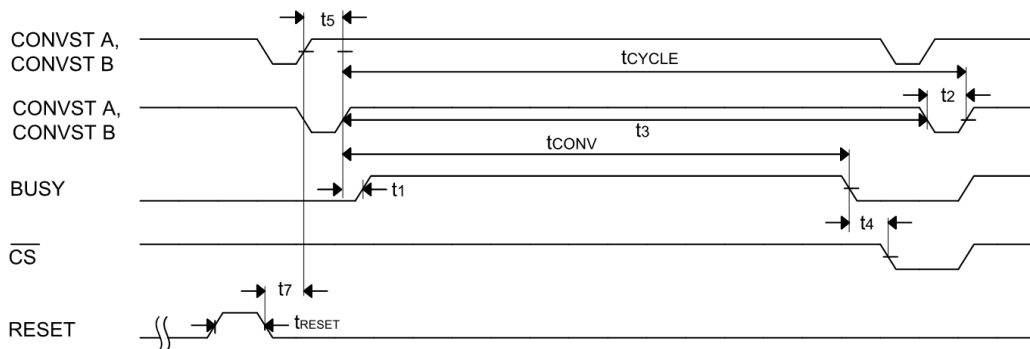 t5
CONVST A,
CONVST B
tCYCLE
t2
CONVST A,
CONVST B
t3
tCONV
BUSY
t1
t4
CS
t7
RESET
tRESET